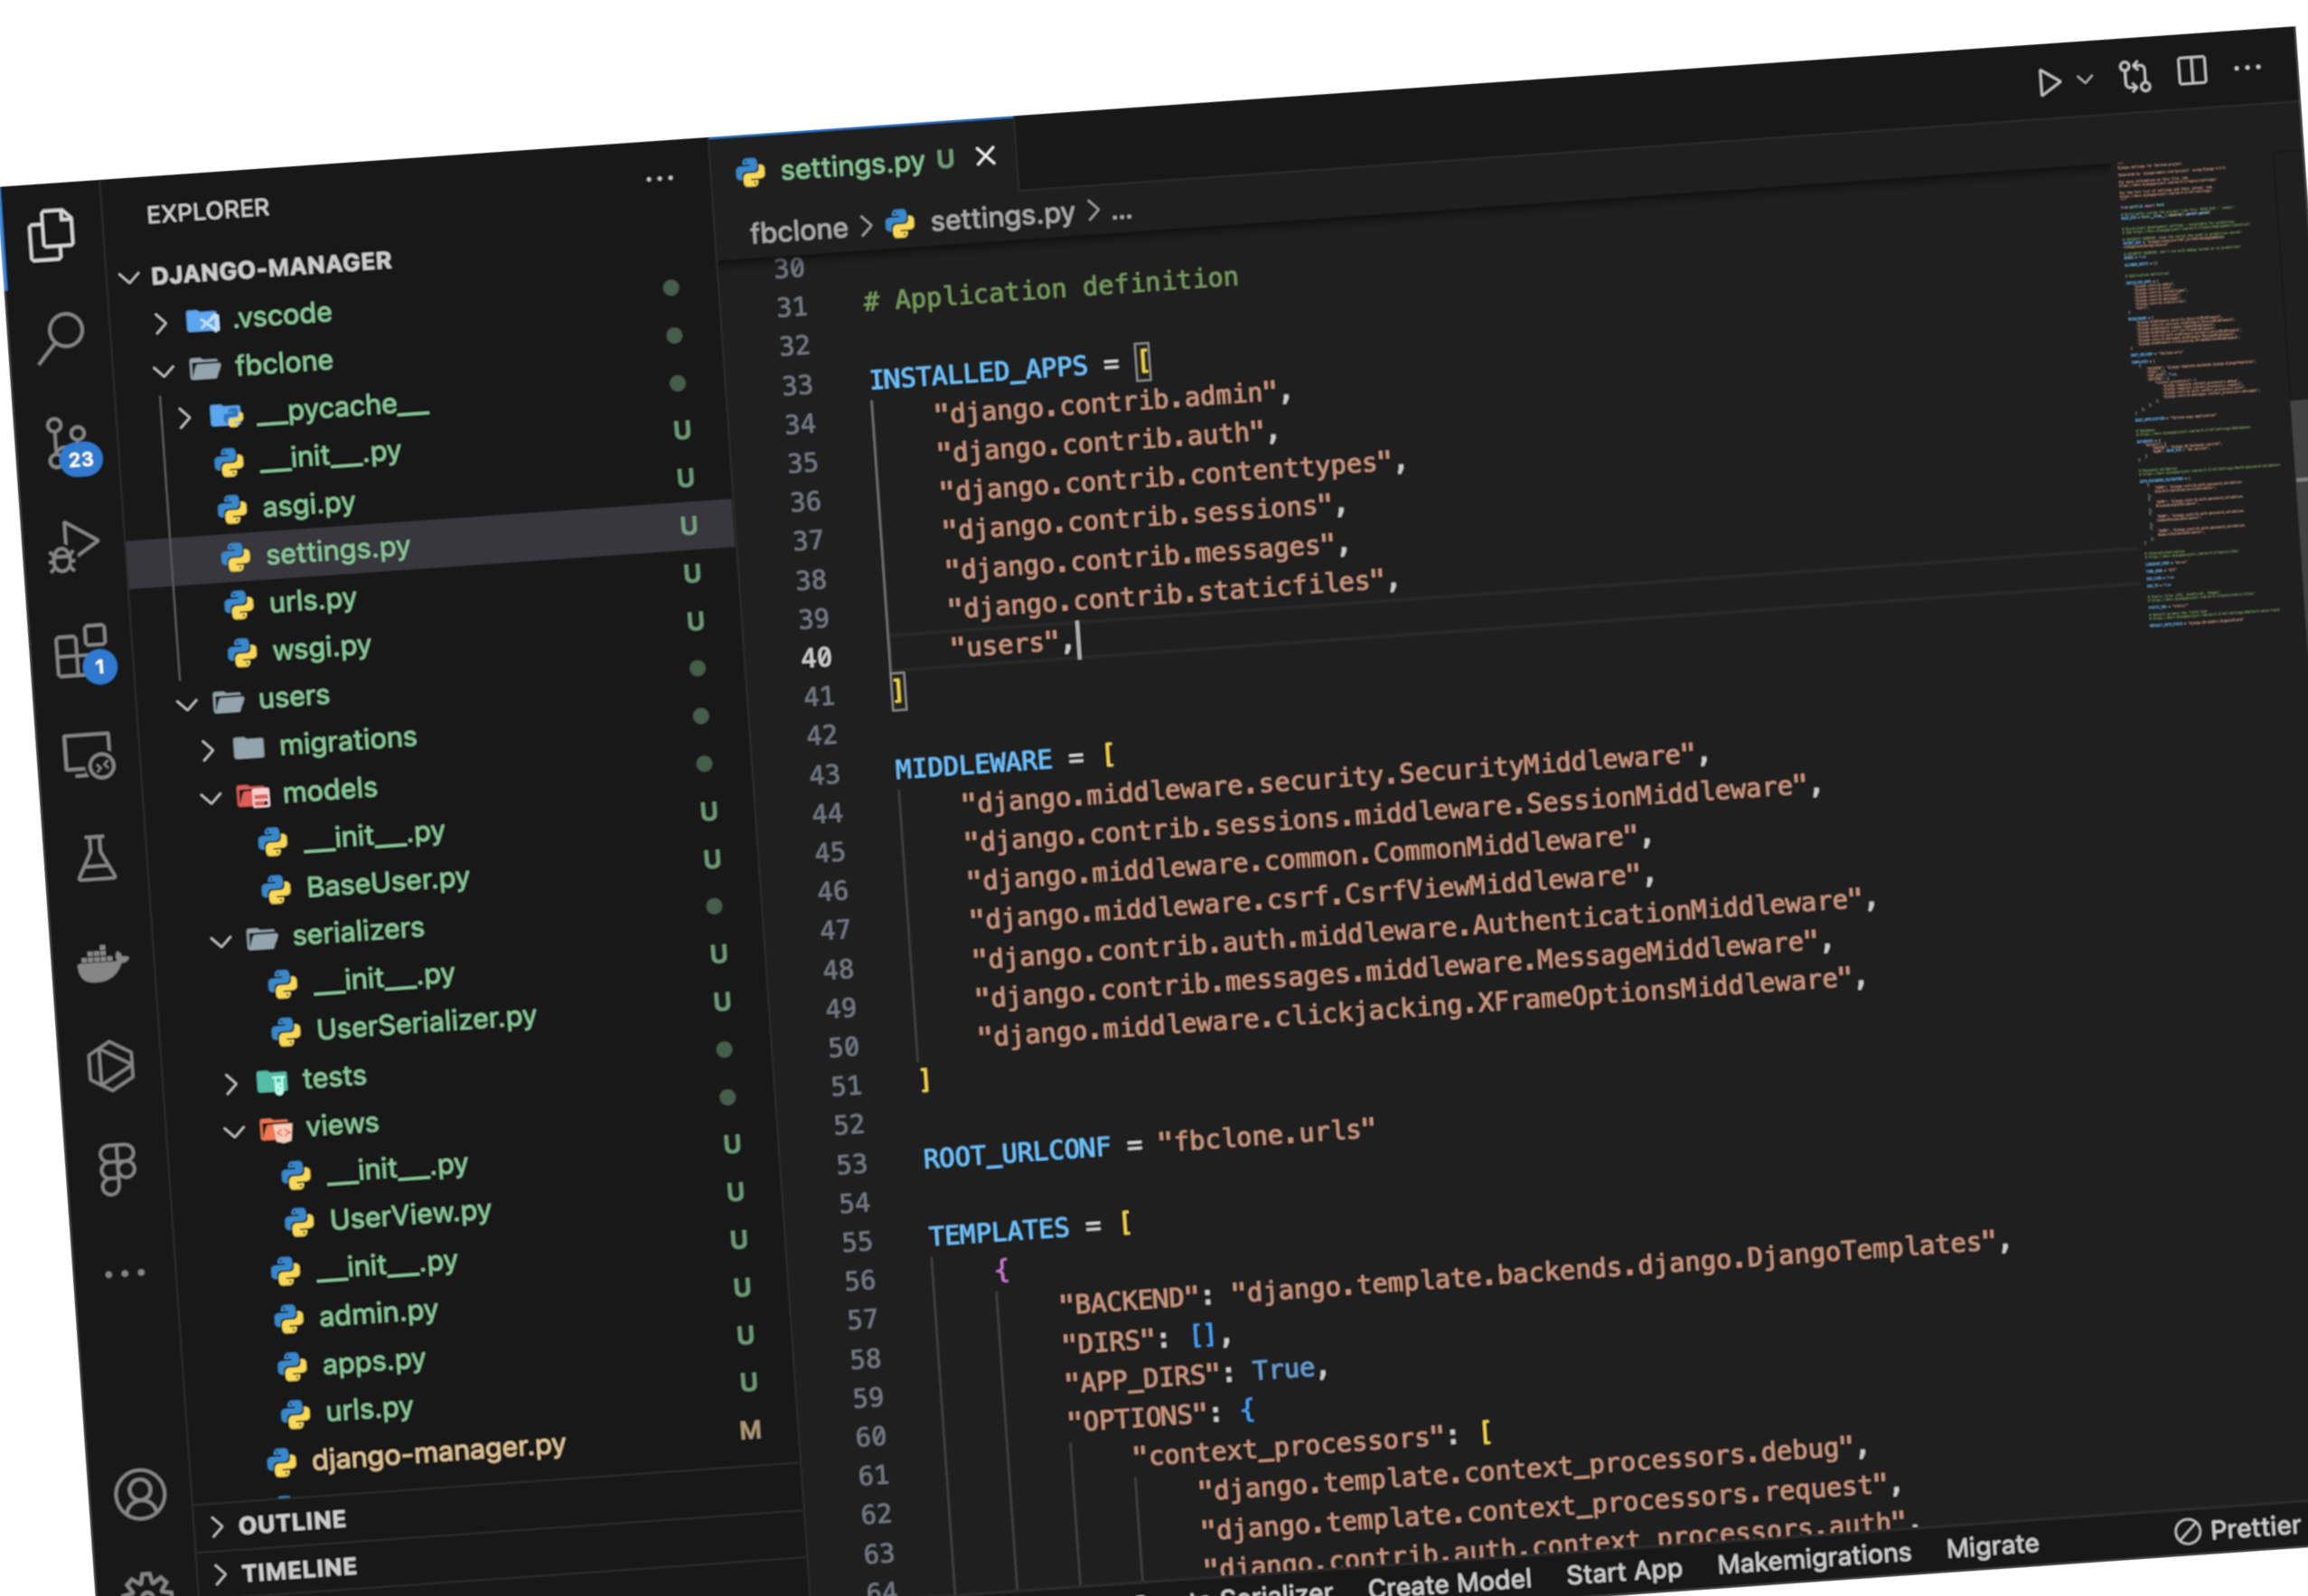 EXPLORER
DJANGO-MANAGER
.vscode
fbclone
__pycache__
__init__.py U
asgi.py U
settings.py U
urls.py U
wsgi.py U
users
migrations
models
__init__.py U
BaseUser.py U
serializers
__init__.py U
UserSerializer.py U
tests
views
__init__.py U
UserView.py U
__init__.py U
admin.py U
apps.py U
urls.py U
django-manager.py M
OUTLINE
TIMELINE
23
1
settings.py U
fbclone > settings.py > ...
30
31 # Application definition
32
33 INSTALLED_APPS = [
34 "django.contrib.admin",
35 "django.contrib.auth",
36 "django.contrib.contenttypes",
37 "django.contrib.sessions",
38 "django.contrib.messages",
39 "django.contrib.staticfiles",
40 "users",
41 ]
42
43 MIDDLEWARE = [
44 "django.middleware.security.SecurityMiddleware",
45 "django.contrib.sessions.middleware.SessionMiddleware",
46 "django.middleware.common.CommonMiddleware",
47 "django.middleware.csrf.CsrfViewMiddleware",
48 "django.contrib.auth.middleware.AuthenticationMiddleware",
49 "django.contrib.messages.middleware.MessageMiddleware",
50 "django.middleware.clickjacking.XFrameOptionsMiddleware",
51 ]
52
53 ROOT_URLCONF = "fbclone.urls"
54
55 TEMPLATES = [
56 {
57 "BACKEND": "django.template.backends.django.DjangoTemplates",
58 "DIRS": [],
59 "APP_DIRS": True,
60 "OPTIONS": {
61 "context_processors": [
62 "django.template.context_processors.debug",
63 "django.template.context_processors.request",
64 "django.contrib.auth.context_processors.auth",
Serializer Create Model Start App Makemigrations Migrate Prettier